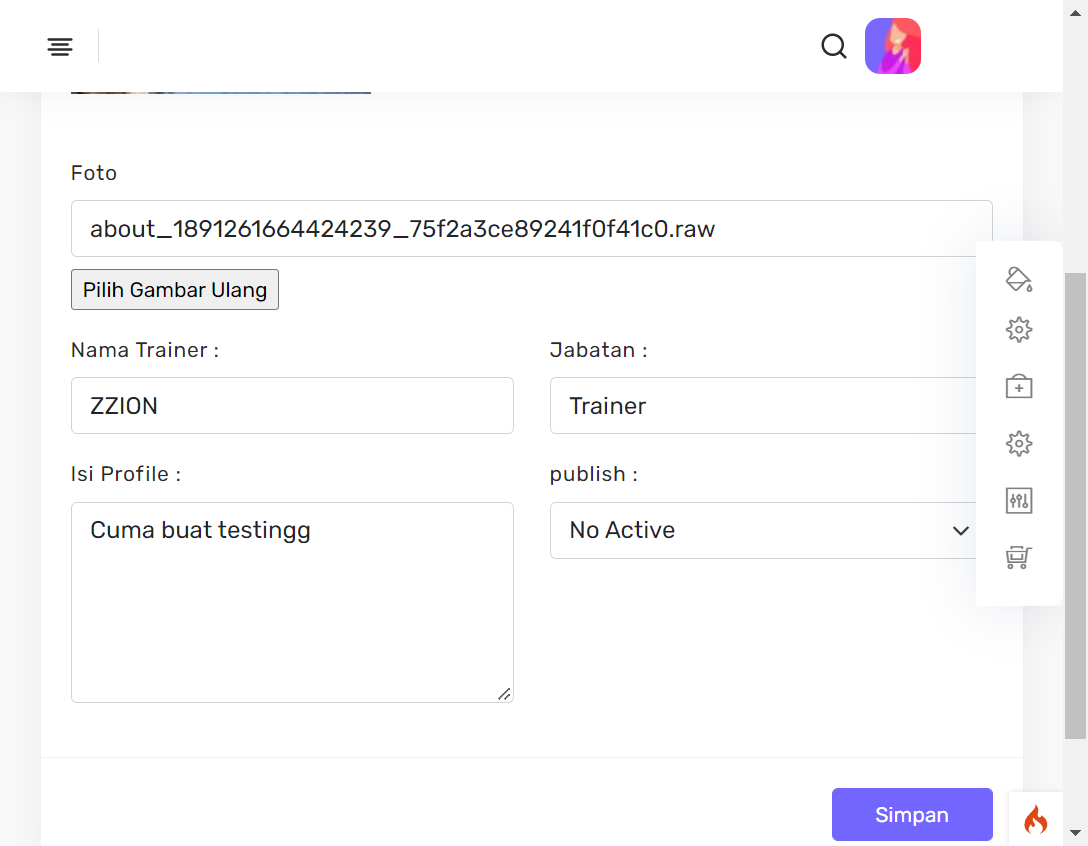 Foto
about_1891261664424239_75f2a3ce89241f0f41c0.raw
Pilih Gambar Ulang
Nama Trainer :
Jabatan :
ZZION
Trainer
Isi Profile :
publish :
Cuma buat testingg
No Active
Simpan